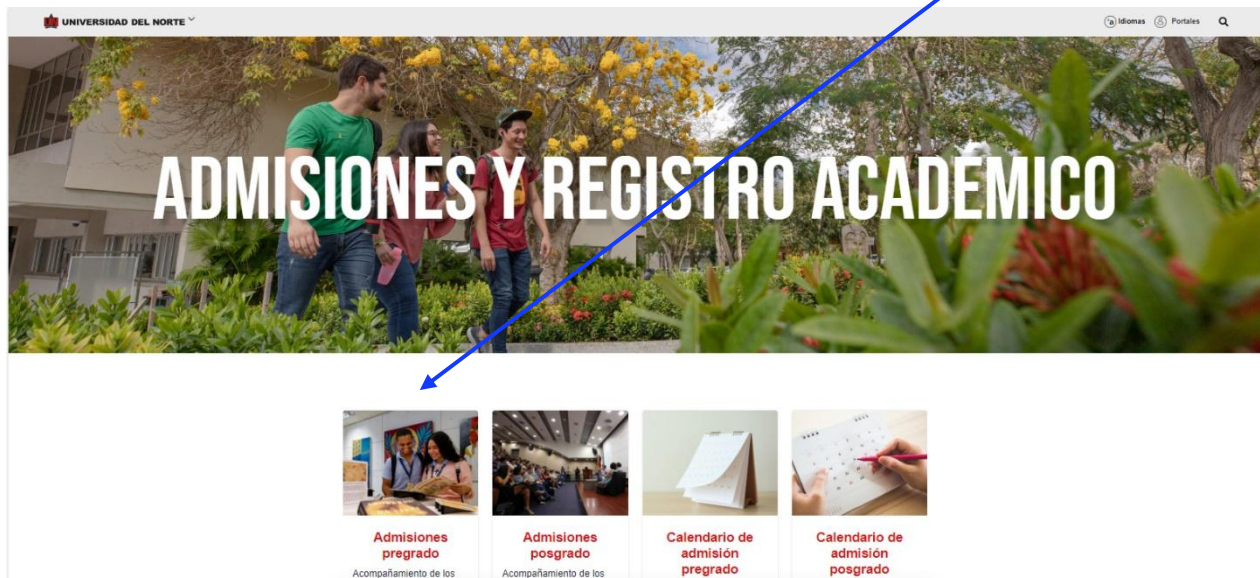 UNIVERSIDAD DEL NORTE
Idiomas Portales
ADMISIONES Y REGISTRO ACADÉMICO
Admisiones
pregrado
Acompañamiento de los
Admisiones
posgrado
Acompañamiento de los
Calendario de
admisión
pregrado
Calendario de
admisión
posgrado